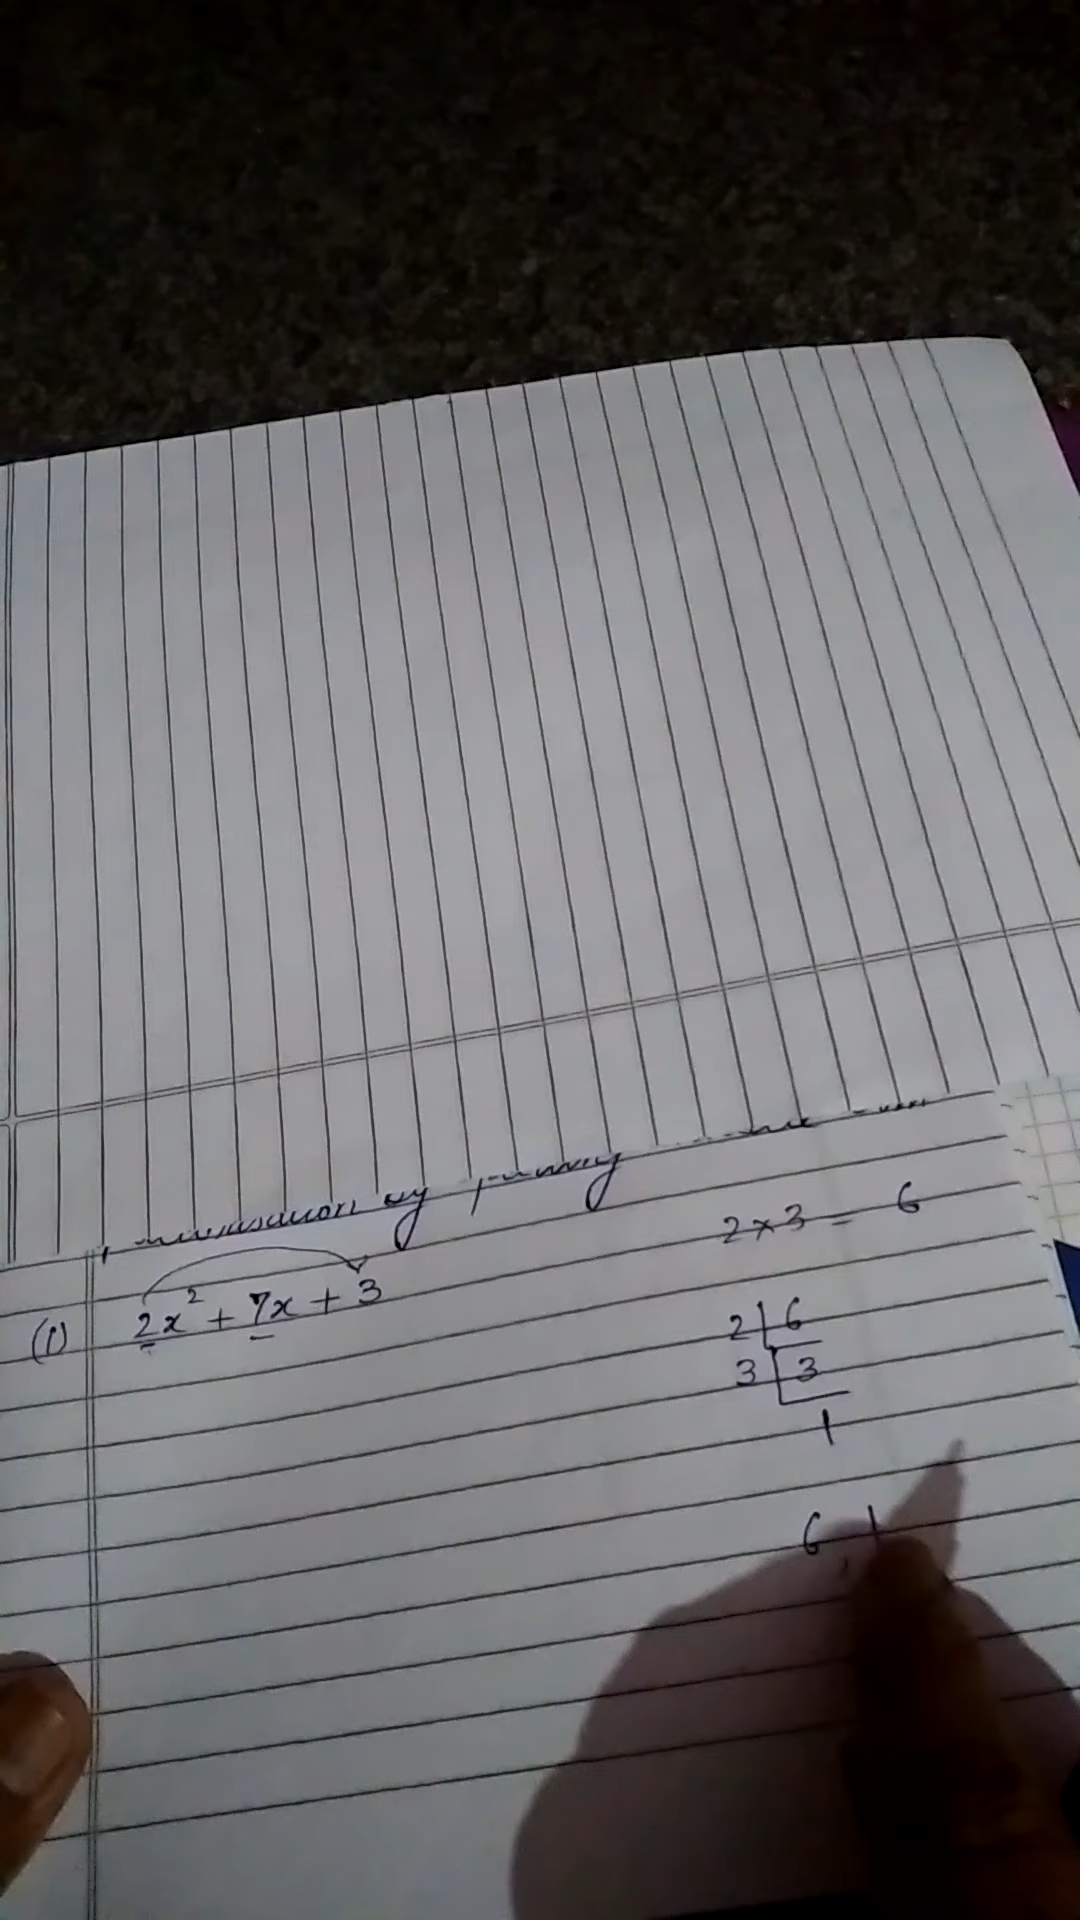 2 × 3 = 6
(1) 2x² + 7x + 3
2 | 6
3 | 3
1
6, 1